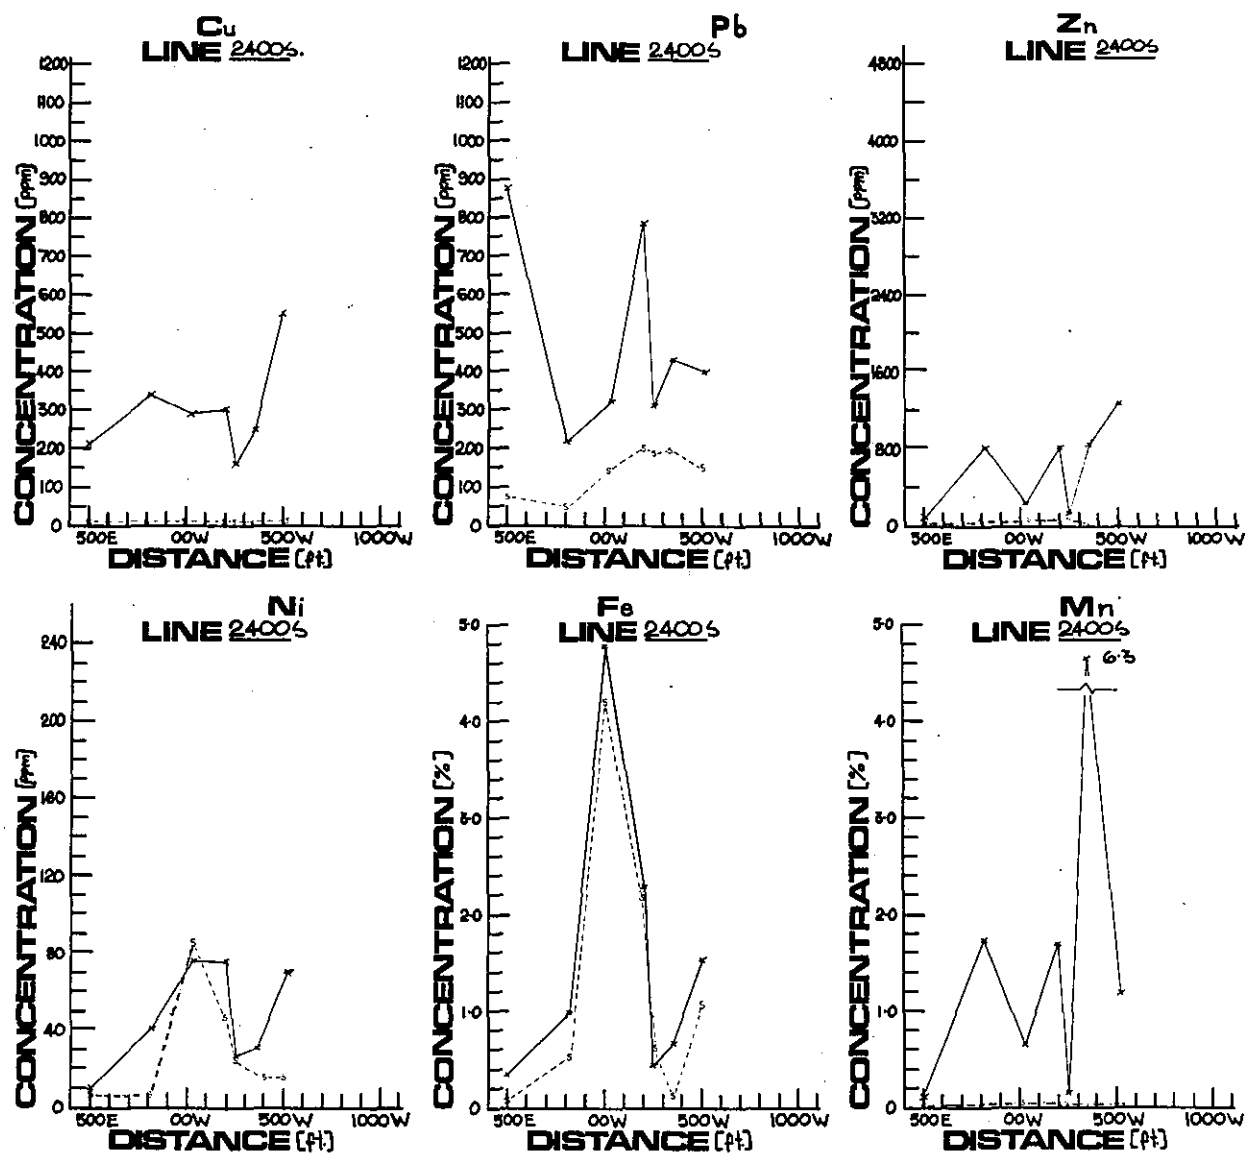 Cu
LINE 2400S.
1200
1100
1000
900
800
700
600
500
400
300
200
100
0
CONCENTRATION [ppm]
500E 00W 500W 1000W
DISTANCE [ft.]
Pb
LINE 2400S
1200
1100
1000
900
800
700
600
500
400
300
200
100
0
CONCENTRATION [ppm]
500E 00W 500W 1000W
DISTANCE [ft.]
Zn
LINE 2400S
4800
4000
3200
2400
1600
800
0
CONCENTRATION [ppm]
500E 00W 500W 1000W
DISTANCE [ft.]
Ni
LINE 2400S
240
200
160
120
80
40
0
CONCENTRATION [ppm]
500E 00W 500W 1000W
DISTANCE [ft.]
Fe
LINE 2400S
5.0
4.0
3.0
2.0
1.0
0
CONCENTRATION [%]
500E 00W 500W 1000W
DISTANCE [ft.]
Mn
LINE 2400S
6.3
5.0
4.0
3.0
2.0
1.0
0
CONCENTRATION [%]
500E 00W 500W 1000W
DISTANCE [ft.]